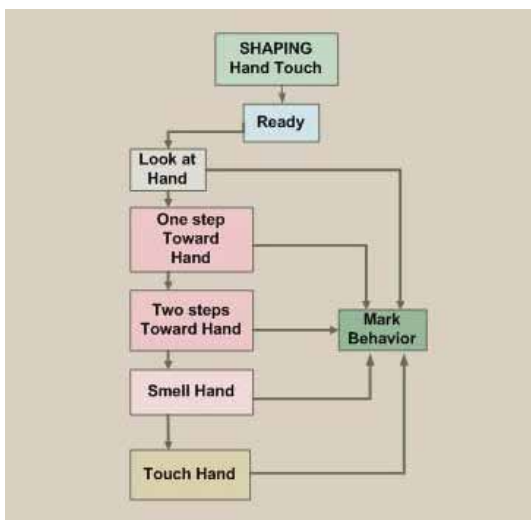 SHAPING
Hand Touch
Ready
Look at
Hand
One step
Toward
Hand
Two steps
Toward Hand
Mark
Behavior
Smell Hand
Touch Hand